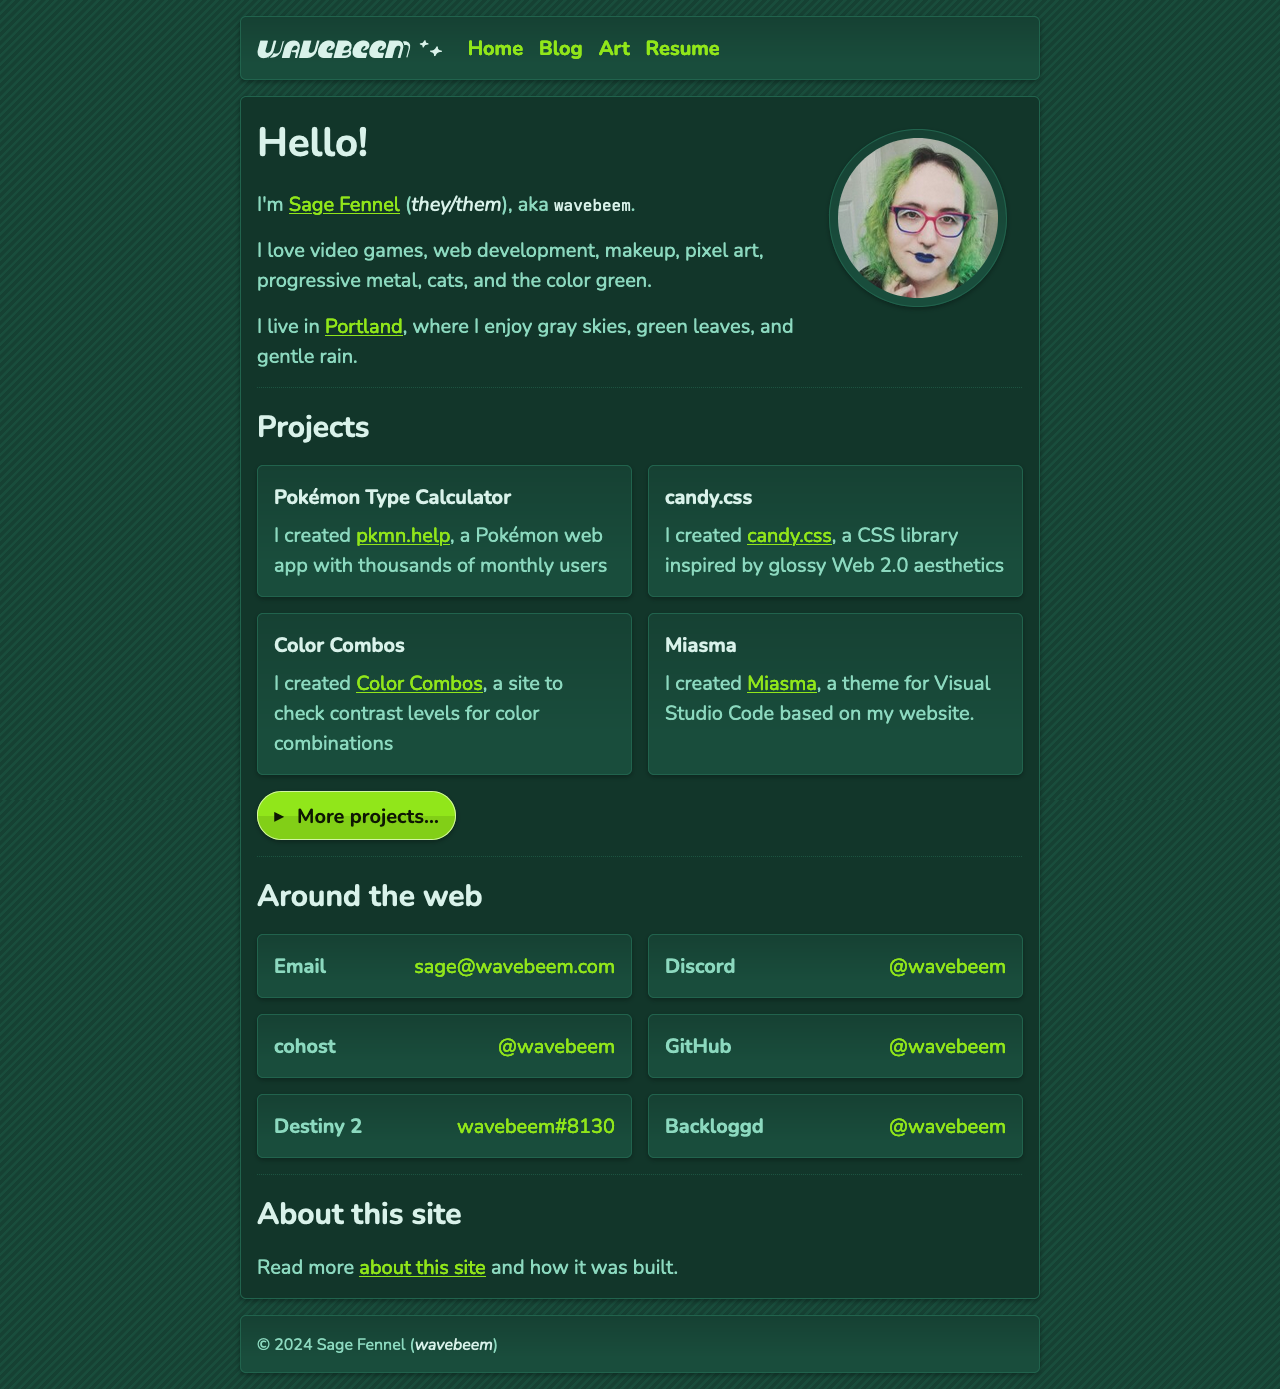 wavebeem
Home Blog Art Resume
Hello!
I'm Sage Fennel (they/them), aka wavebeem.
I love video games, web development, makeup, pixel art,
progressive metal, cats, and the color green.
I live in Portland, where I enjoy gray skies, green leaves, and
gentle rain.
Projects
Pokémon Type Calculator
I created pkmn.help, a Pokémon web
app with thousands of monthly users
candy.css
I created candy.css, a CSS library
inspired by glossy Web 2.0 aesthetics
Color Combos
I created Color Combos, a site to
check contrast levels for color
combinations
Miasma
I created Miasma, a theme for Visual
Studio Code based on my website.
More projects...
Around the web
Email sage@wavebeem.com
Discord @wavebeem
cohost @wavebeem
GitHub @wavebeem
Destiny 2 wavebeem#8130
Backloggd @wavebeem
About this site
Read more about this site and how it was built.
© 2024 Sage Fennel (wavebeem)